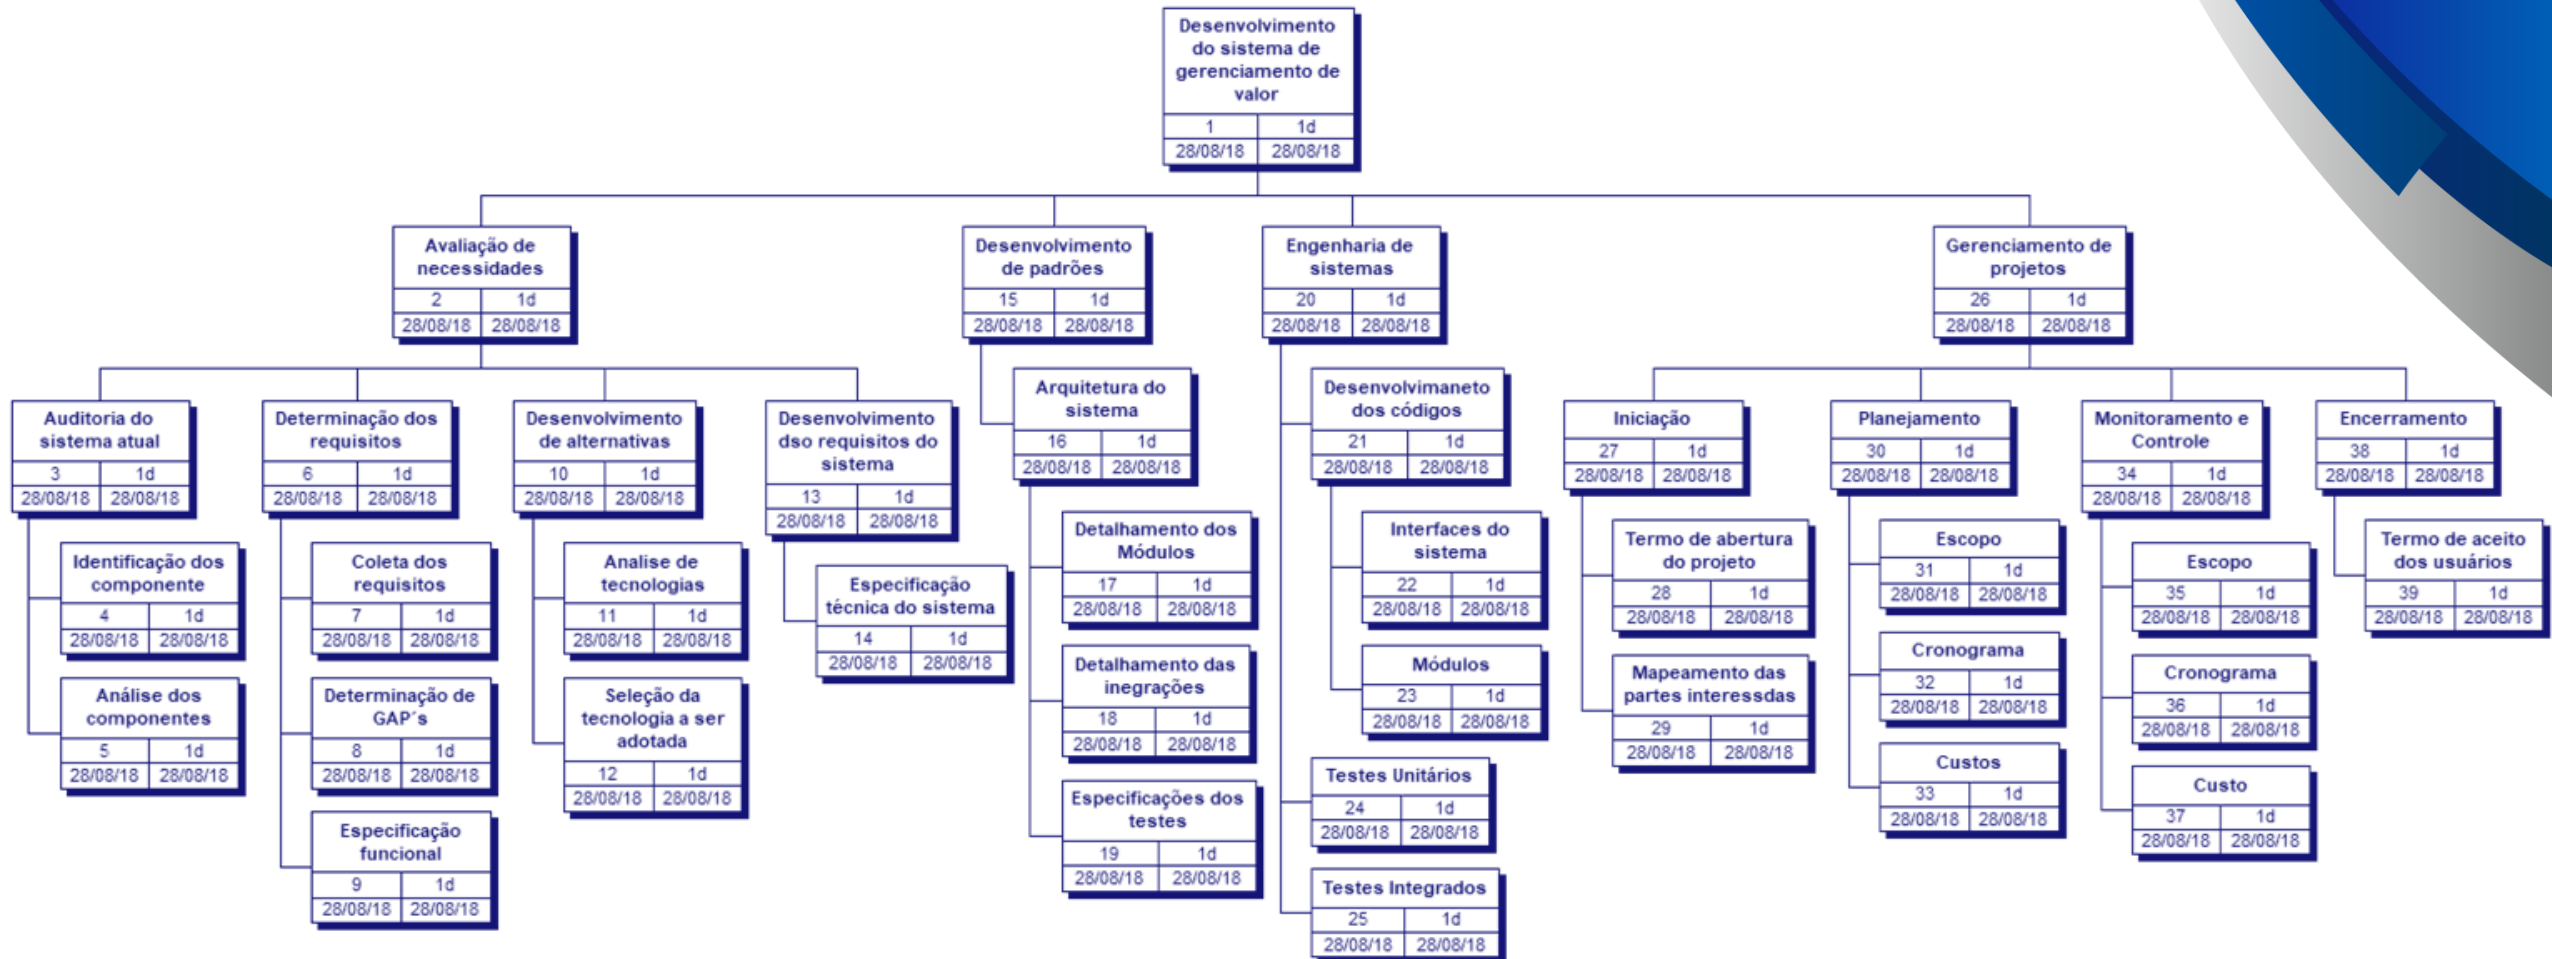 Desenvolvimento
do sistema de
gerenciamento de
valor
1 1d
28/08/18 28/08/18
Avaliação de
necessidades
2 1d
28/08/18 28/08/18
Auditoria do
sistema atual
3 1d
28/08/18 28/08/18
Identificação dos
componente
4 1d
28/08/18 28/08/18
Análise dos
componentes
5 1d
28/08/18 28/08/18
Determinação dos
requisitos
6 1d
28/08/18 28/08/18
Coleta dos
requisitos
7 1d
28/08/18 28/08/18
Determinação de
GAP´s
8 1d
28/08/18 28/08/18
Especificação
funcional
9 1d
28/08/18 28/08/18
Desenvolvimento
de alternativas
10 1d
28/08/18 28/08/18
Analise de
tecnologias
11 1d
28/08/18 28/08/18
Seleção da
tecnologia a ser
adotada
12 1d
28/08/18 28/08/18
Desenvolvimento
dso requisitos do
sistema
13 1d
28/08/18 28/08/18
Especificação
técnica do sistema
14 1d
28/08/18 28/08/18
Desenvolvimento
de padrões
15 1d
28/08/18 28/08/18
Arquitetura do
sistema
16 1d
28/08/18 28/08/18
Detalhamento dos
Módulos
17 1d
28/08/18 28/08/18
Detalhamento das
inegrações
18 1d
28/08/18 28/08/18
Especificações dos
testes
19 1d
28/08/18 28/08/18
Engenharia de
sistemas
20 1d
28/08/18 28/08/18
Desenvolvimaneto
dos códigos
21 1d
28/08/18 28/08/18
Interfaces do
sistema
22 1d
28/08/18 28/08/18
Módulos
23 1d
28/08/18 28/08/18
Testes Unitários
24 1d
28/08/18 28/08/18
Testes Integrados
25 1d
28/08/18 28/08/18
Gerenciamento de
projetos
26 1d
28/08/18 28/08/18
Iniciação
27 1d
28/08/18 28/08/18
Termo de abertura
do projeto
28 1d
28/08/18 28/08/18
Mapeamento das
partes interessdas
29 1d
28/08/18 28/08/18
Planejamento
30 1d
28/08/18 28/08/18
Escopo
31 1d
28/08/18 28/08/18
Cronograma
32 1d
28/08/18 28/08/18
Custos
33 1d
28/08/18 28/08/18
Monitoramento e
Controle
34 1d
28/08/18 28/08/18
Escopo
35 1d
28/08/18 28/08/18
Cronograma
36 1d
28/08/18 28/08/18
Custo
37 1d
28/08/18 28/08/18
Encerramento
38 1d
28/08/18 28/08/18
Termo de aceito
dos usuários
39 1d
28/08/18 28/08/18